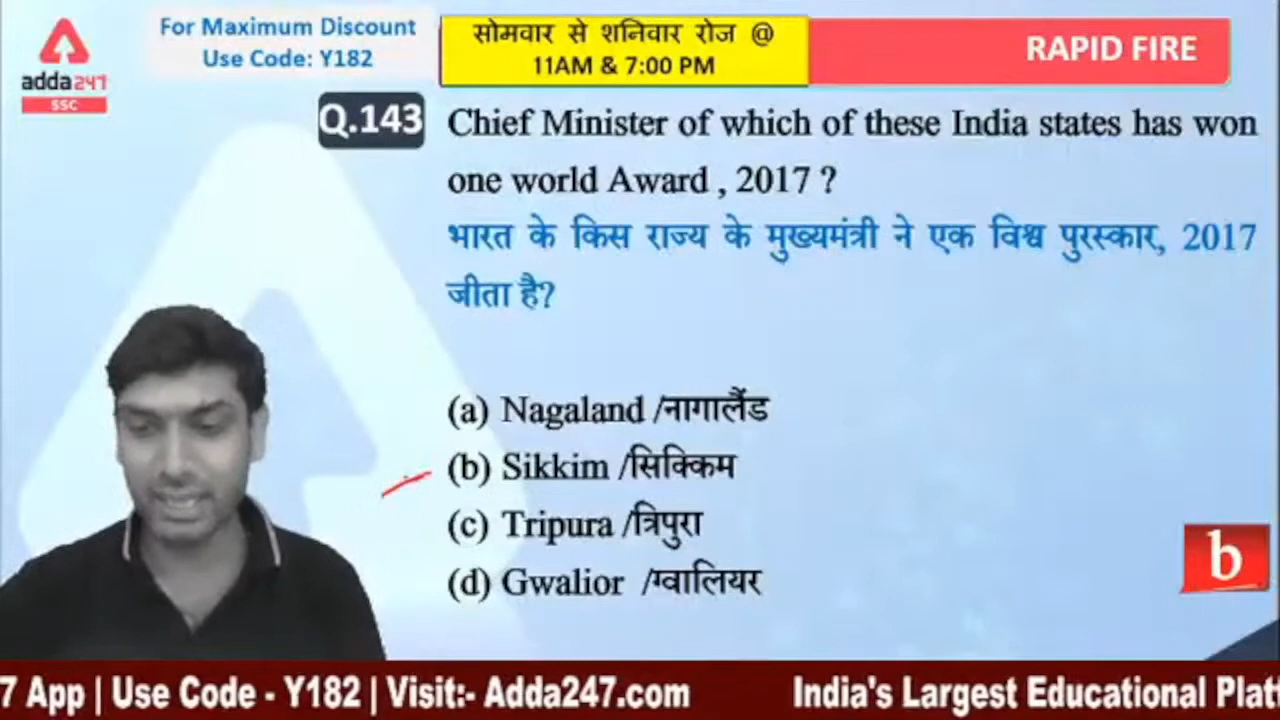 For Maximum Discount
Use Code: Y182
adda247
SSC
सोमवार से शनिवार रोज @
11AM & 7:00 PM
RAPID FIRE
Q.143
Chief Minister of which of these India states has won
one world Award , 2017 ?
भारत के किस राज्य के मुख्यमंत्री ने एक विश्व पुरस्कार, 2017
जीता है?
(a) Nagaland /नागालैंड
(b) Sikkim /सिक्किम
(c) Tripura /त्रिपुरा
(d) Gwalior /ग्वालियर
b
7 App | Use Code - Y182 | Visit:- Adda247.com
India's Largest Educational Plat